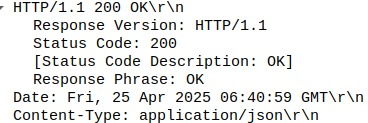 HTTP/1.1 200 OK\r\n
Response Version: HTTP/1.1
Status Code: 200
[Status Code Description: OK]
Response Phrase: OK
Date: Fri, 25 Apr 2025 06:40:59 GMT\r\n
Content-Type: application/json\r\n